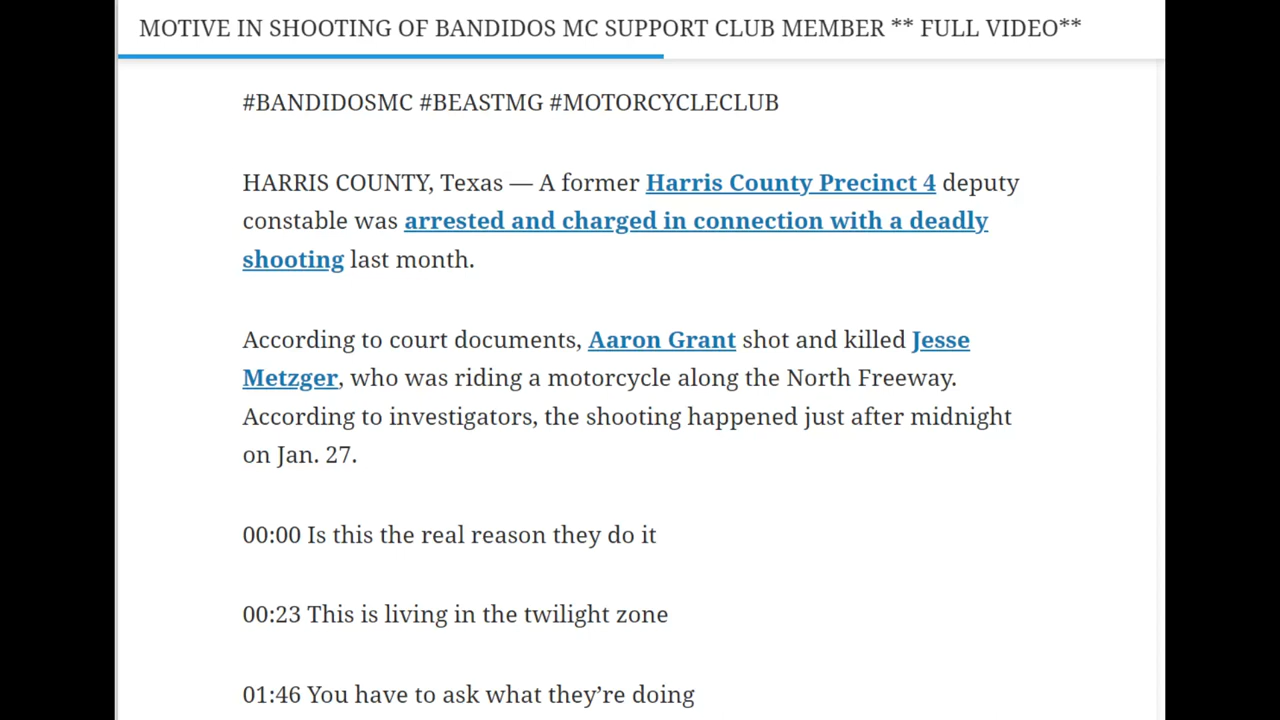 MOTIVE IN SHOOTING OF BANDIDOS MC SUPPORT CLUB MEMBER ** FULL VIDEO**
#BANDIDOSMC #BEASTMG #MOTORCYCLECLUB
HARRIS COUNTY, Texas — A former Harris County Precinct 4 deputy
constable was arrested and charged in connection with a deadly
shooting last month.
According to court documents, Aaron Grant shot and killed Jesse
Metzger, who was riding a motorcycle along the North Freeway.
According to investigators, the shooting happened just after midnight
on Jan. 27.
00:00 Is this the real reason they do it
00:23 This is living in the twilight zone
01:46 You have to ask what they’re doing